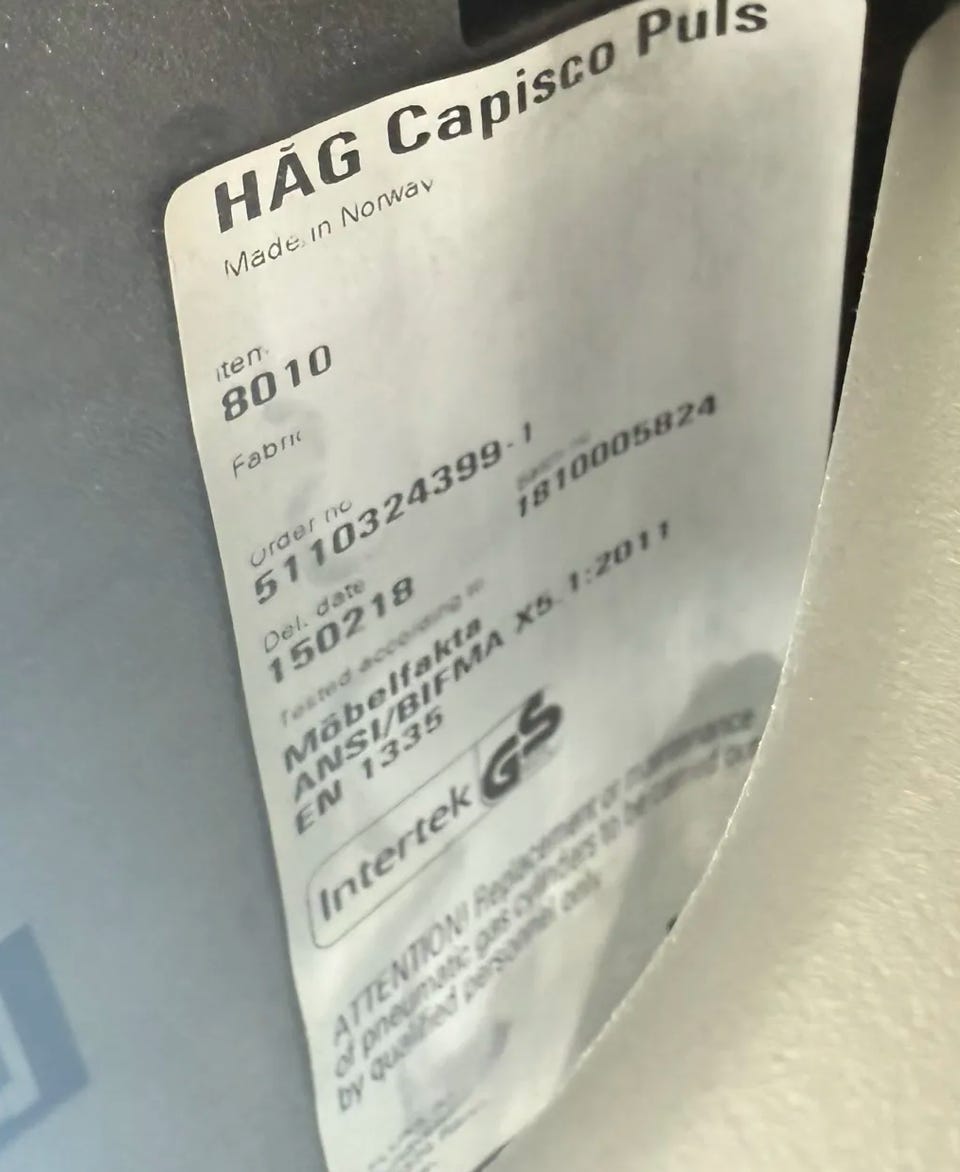 HÅG Capisco Puls
Made in Norway
Item
8010
Fabric
Order no
5110324399-1
1810005824
Del. date
150218
Tested according to
Möbelfakta
ANSI/BIFMA X5.1:2011
EN 1335
Intertek GS
ATTENTION! Replacement or maintenance
of pneumatic gas cylinders to be carried out
by qualified personnel only